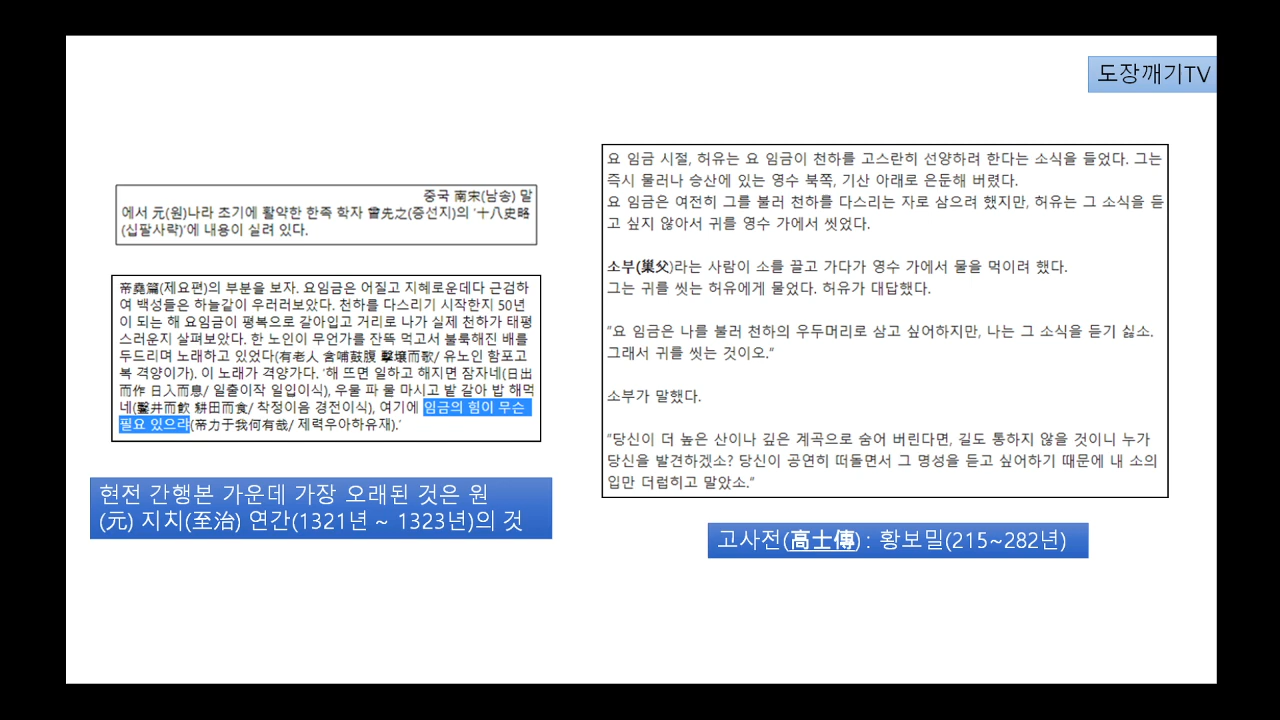 도장깨기TV
중국 南宋(남송) 말
에서 元(원)나라 초기에 활약한 한족 학자 曾先之(증선지)의 '十八史略
(십팔사략)'에 내용이 실려 있다.
帝堯篇(제요편)의 부분을 보자. 요임금은 어질고 지혜로운데다 근검하
여 백성들은 하늘같이 우러러보았다. 천하를 다스리기 시작한지 50년
이 되는 해 요임금이 평복으로 갈아입고 거리로 나가 실제 천하가 태평
스러운지 살펴보았다. 한 노인이 무언가를 잔뜩 먹고서 불룩해진 배를
두드리며 노래하고 있었다(有老人 含哺鼓腹 擊壤而歌/ 유노인 함포고
복 격양이가). 이 노래가 격양가다. '해 뜨면 일하고 해지면 잠자네(日出
而作 日入而息/ 일출이작 일입이식), 우물 파 물 마시고 밭 갈아 밥 해먹
네(鑿井而飮 耕田而食/ 착정이음 경전이식), 여기에 임금의 힘이 무슨
필요 있으랴(帝力于我何有哉/ 제력우아하유재).'
현전 간행본 가운데 가장 오래된 것은 원
(元) 지치(至治) 연간(1321년 ~ 1323년)의 것
요 임금 시절, 허유는 요 임금이 천하를 고스란히 선양하려 한다는 소식을 들었다. 그는
즉시 물러나 숭산에 있는 영수 북쪽, 기산 아래로 은둔해 버렸다.
요 임금은 여전히 그를 불러 천하를 다스리는 자로 삼으려 했지만, 허유는 그 소식을 듣
고 싶지 않아서 귀를 영수 가에서 씻었다.
소부(巢父)라는 사람이 소를 끌고 가다가 영수 가에서 물을 먹이려 했다.
그는 귀를 씻는 허유에게 물었다. 허유가 대답했다.
"요 임금은 나를 불러 천하의 우두머리로 삼고 싶어하지만, 나는 그 소식을 듣기 싫소.
그래서 귀를 씻는 것이오."
소부가 말했다.
"당신이 더 높은 산이나 깊은 계곡으로 숨어 버린다면, 길도 통하지 않을 것이니 누가
당신을 발견하겠소? 당신이 공연히 떠돌면서 그 명성을 듣고 싶어하기 때문에 내 소의
입만 더럽히고 말았소."
고사전(高士傳) : 황보밀(215~282년)